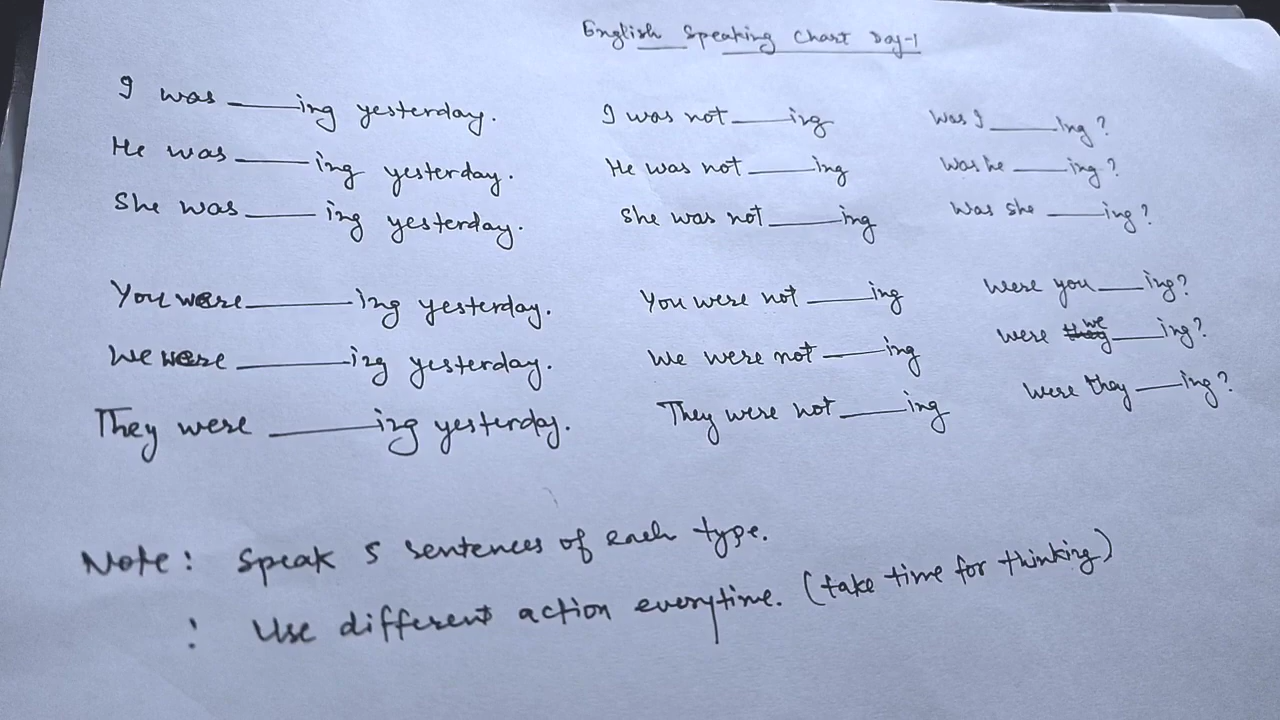 English Speaking Chart Day-1
I was ____ing yesterday.
He was ____ing yesterday.
She was ____ing yesterday.
You were ____ing yesterday.
We were ____ing yesterday.
They were ____ing yesterday.
I was not ____ing
He was not ____ing
She was not ____ing
You were not ____ing
We were not ____ing
They were not ____ing
Was I ____ing?
Was he ____ing?
Was she ____ing?
Were you ____ing?
Were we ____ing?
Were they ____ing?
Note: Speak 5 sentences of each type.
: Use different action everytime. (take time for thinking)